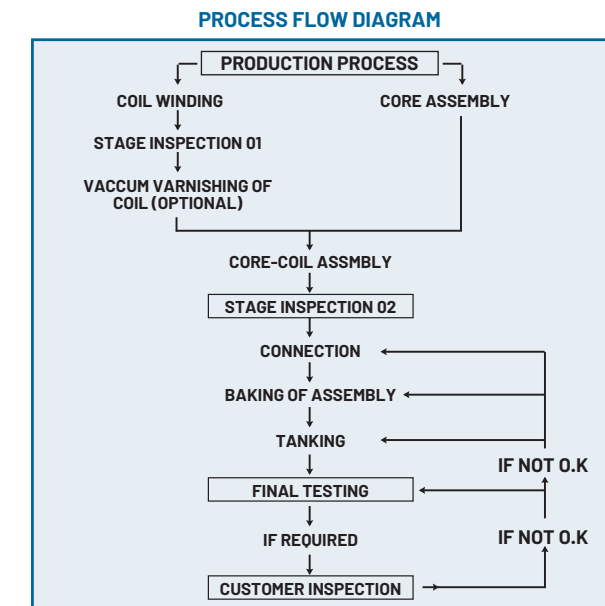 PROCESS FLOW DIAGRAM
PRODUCTION PROCESS
COIL WINDING
CORE ASSEMBLY
STAGE INSPECTION 01
VACCUM VARNISHING OF
COIL (OPTIONAL)
CORE-COIL ASSMBLY
STAGE INSPECTION 02
CONNECTION
BAKING OF ASSEMBLY
TANKING
IF NOT O.K
FINAL TESTING
IF REQUIRED
IF NOT O.K
CUSTOMER INSPECTION